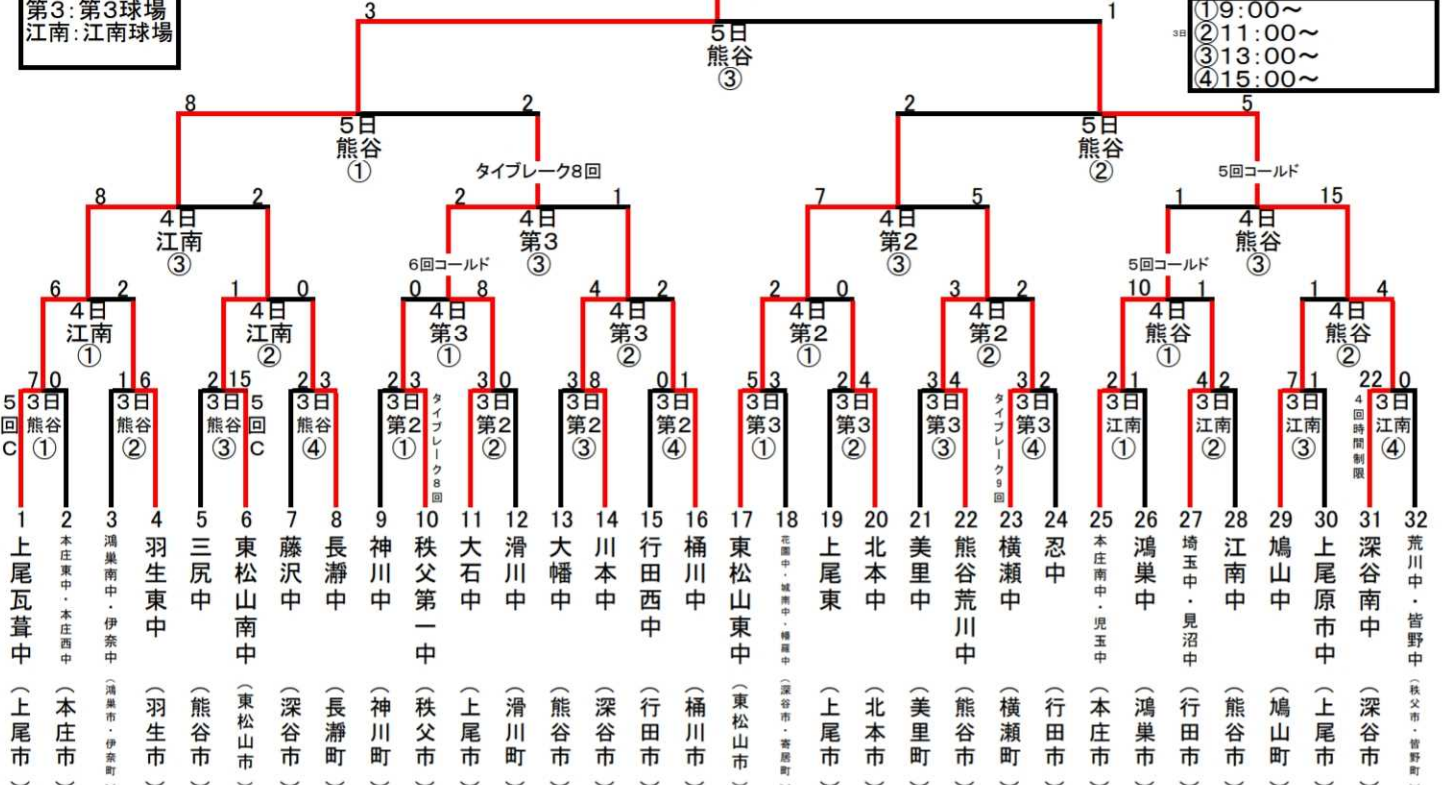 第3:第3球場
江南:江南球場
3日
①9:00～
②11:00～
③13:00～
④15:00～
3 1
5日
熊谷
③
8 2 2 5
5日 5日
熊谷 熊谷
① ②
タイブレーク8回 5回コールド
8 2 2 1 7 5 1 15
4日 4日 4日 4日
江南 第3 第2 熊谷
③ ③ ③ ③
6回コールド 5回コールド
6 2 1 0 0 8 4 2 2 0 3 2 10 1 1 4
4日 4日 4日 4日 4日 4日 4日 4日
江南 江南 第3 第3 第2 第2 熊谷 熊谷
① ② ① ② ① ② ① ②
7 0 1 6 2 15 2 3 2 3 3 0 3 8 0 1 5 3 2 4 3 4 3 2 2 1 4 2 7 1 22 0
3日 3日 3日 3日 3日 3日 3日 3日 3日 3日 3日 3日 3日 3日 3日 3日
熊谷 熊谷 熊谷 熊谷 第2 第2 第2 第2 第3 第3 第3 第3 江南 江南 江南 江南
① ② ③ ④ ① ② ③ ④ ① ② ③ ④ ① ② ③ ④
5回C
5回C
タイブレーク8回
タイブレーク9回
4回時間制限
1 2 3 4 5 6 7 8 9 10 11 12 13 14 15 16 17 18 19 20 21 22 23 24 25 26 27 28 29 30 31 32
上尾瓦葺中（上尾市）
本庄東中・本庄西中（本庄市）
鴻巣南中・伊奈中（鴻巣市・伊奈町）
羽生東中（羽生市）
三尻中（熊谷市）
東松山南中（東松山市）
藤沢中（深谷市）
長瀞中（長瀞町）
神川中（神川町）
秩父第一中（秩父市）
大石中（上尾市）
滑川中（滑川町）
大幡中（熊谷市）
川本中（深谷市）
行田西中（行田市）
桶川中（桶川市）
東松山東中（東松山市）
花園中・城南中・幡羅中（深谷市・寄居町）
上尾東（上尾市）
北本中（北本市）
美里中（美里町）
熊谷荒川中（熊谷市）
横瀬中（横瀬町）
忍中（行田市）
本庄南中・児玉中（本庄市）
鴻巣中（鴻巣市）
埼玉中・見沼中（行田市）
江南中（熊谷市）
鳩山中（鳩山町）
上尾原市中（上尾市）
深谷南中（深谷市）
荒川中・皆野中（秩父市・皆野町）